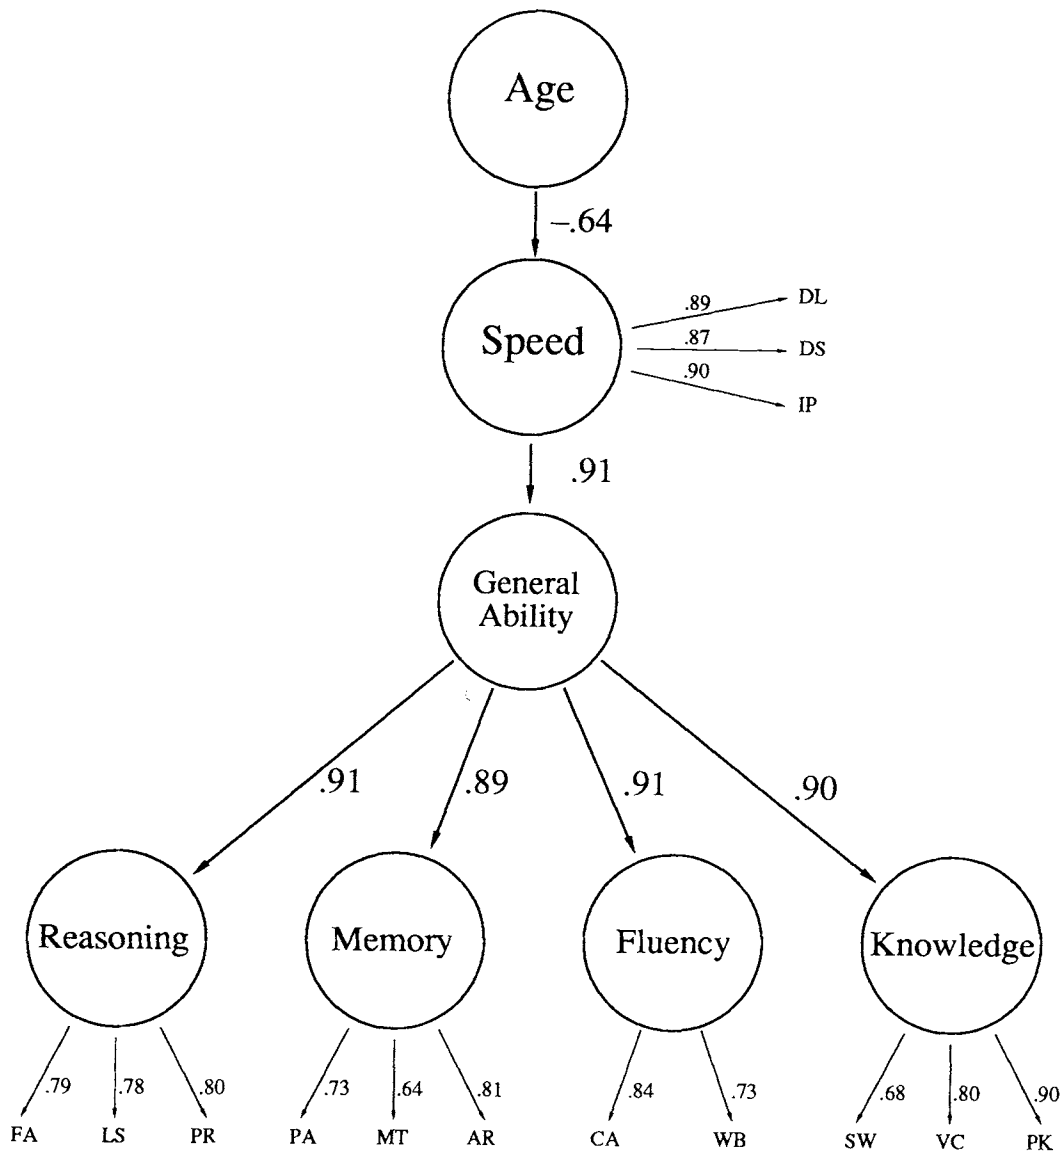 Age
–.64
Speed
.89
DL
.87
DS
.90
IP
.91
General
Ability
.91
.89
.91
.90
Reasoning
Memory
Fluency
Knowledge
.79
.78
.80
.73
.64
.81
.84
.73
.68
.80
.90
FA
LS
PR
PA
MT
AR
CA
WB
SW
VC
PK